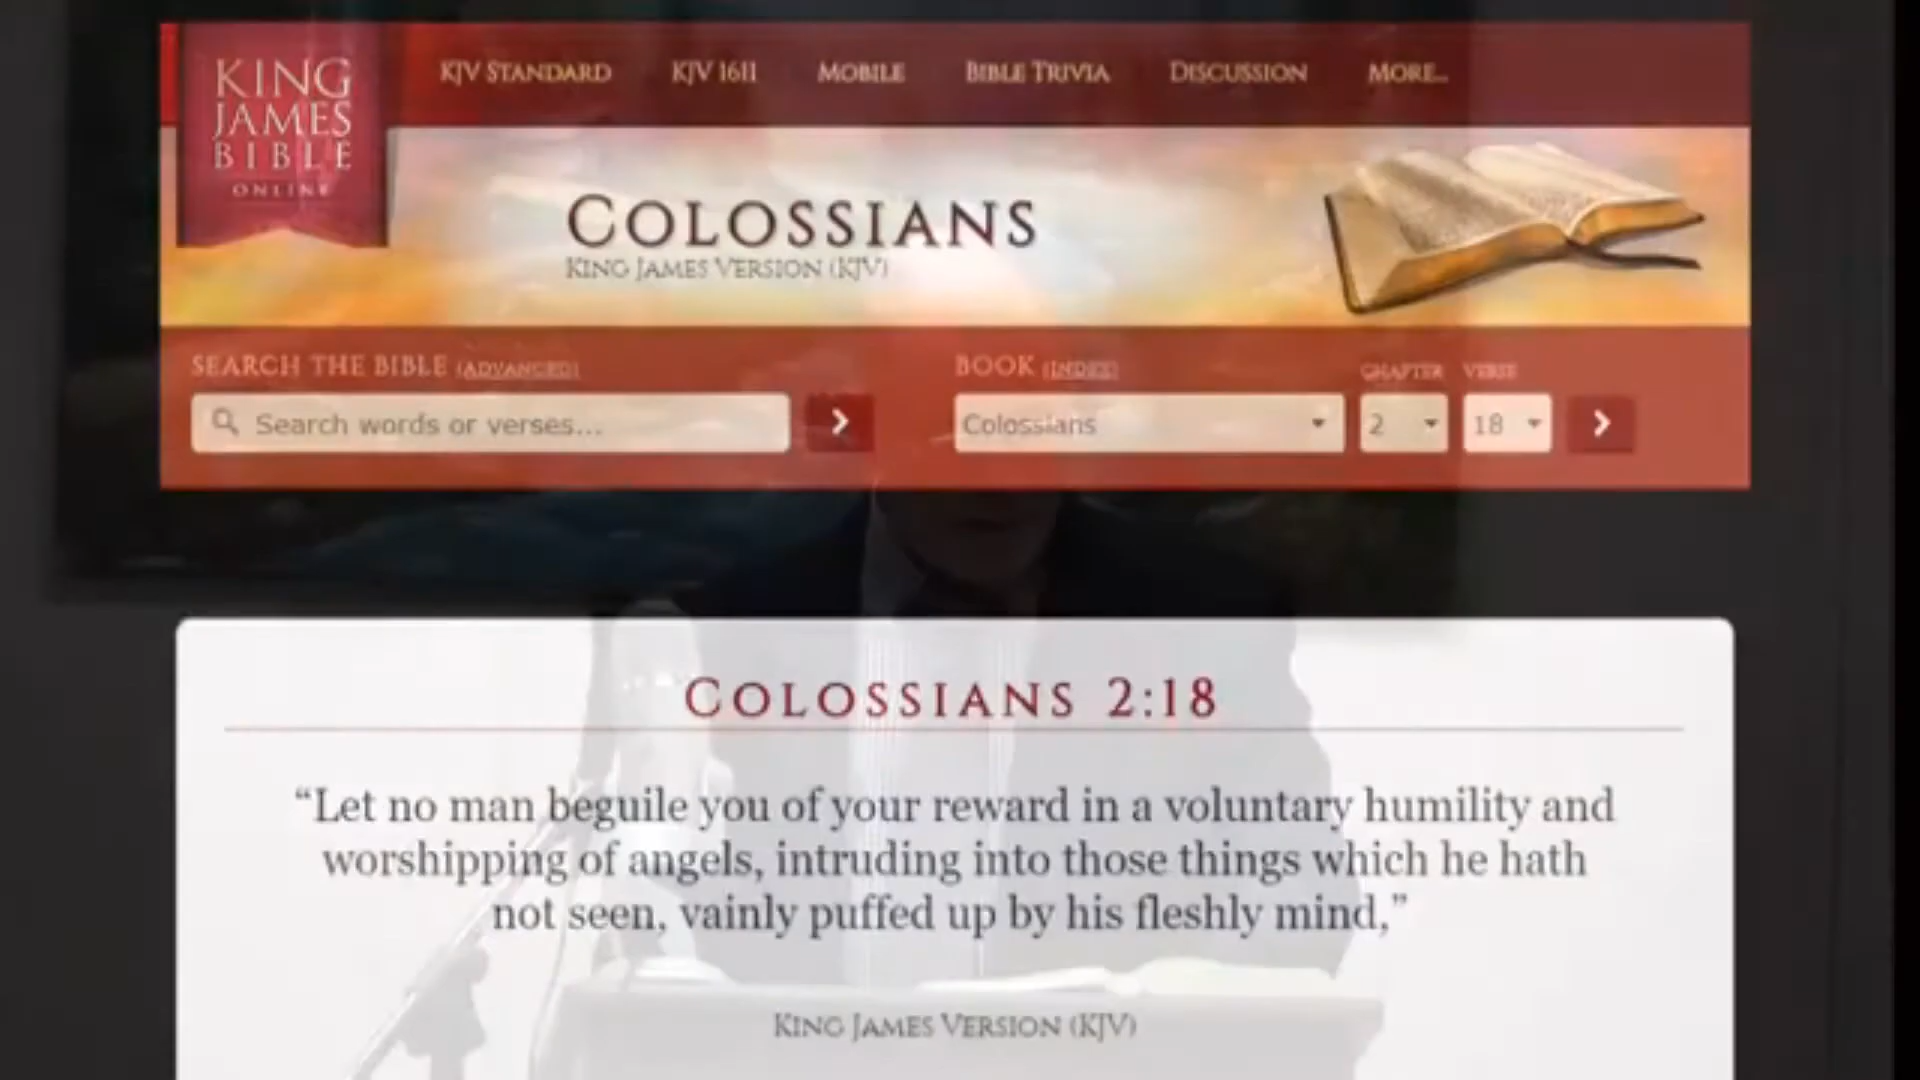 KING
JAMES
BIBLE
ONLINE
KJV STANDARD KJV 1611 MOBILE BIBLE TRIVIA DISCUSSION MORE...
COLOSSIANS
KING JAMES VERSION (KJV)
SEARCH THE BIBLE (ADVANCED)
Search words or verses...
BOOK (INDEX) CHAPTER VERSE
Colossians 2 18
COLOSSIANS 2:18
“Let no man beguile you of your reward in a voluntary humility and
worshipping of angels, intruding into those things which he hath
not seen, vainly puffed up by his fleshly mind,”
KING JAMES VERSION (KJV)